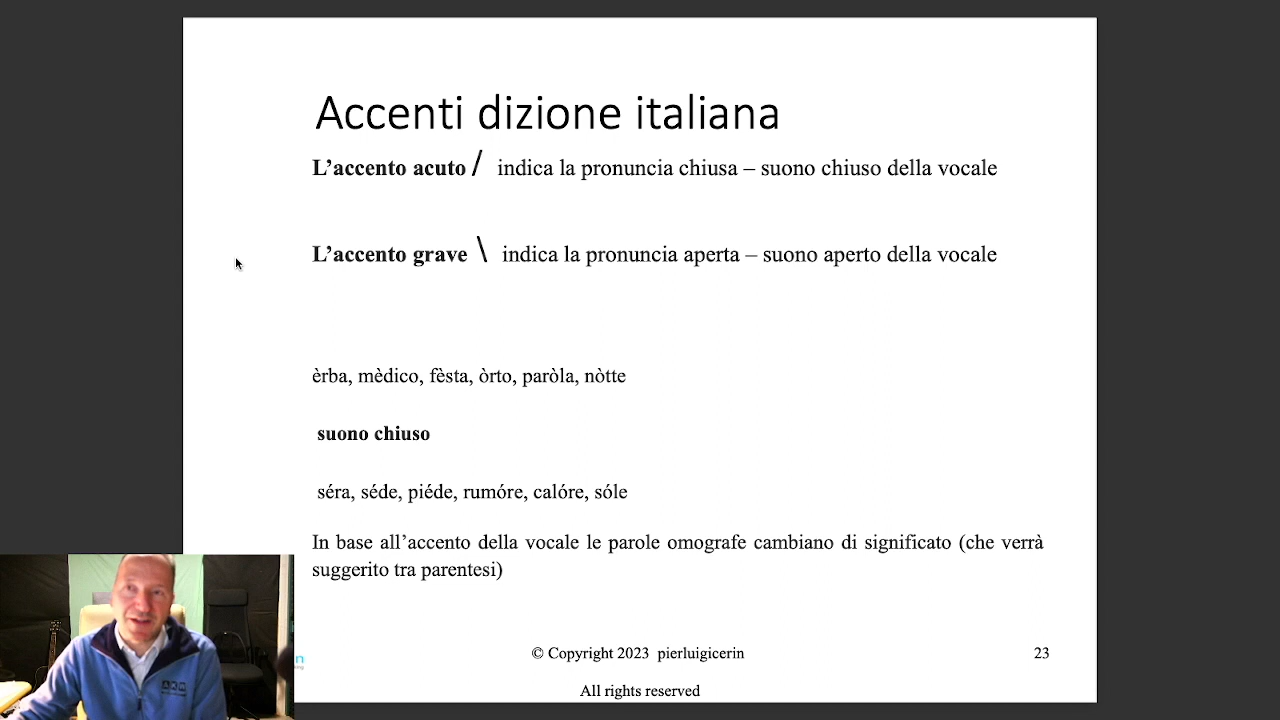 Accenti dizione italiana
L’accento acuto / indica la pronuncia chiusa – suono chiuso della vocale
L’accento grave \ indica la pronuncia aperta – suono aperto della vocale
èrba, mèdico, fèsta, òrto, paròla, nòtte
suono chiuso
séra, séde, piéde, rumóre, calóre, sóle
In base all’accento della vocale le parole omografe cambiano di significato (che verrà
suggerito tra parentesi)
© Copyright 2023 pierluigicerin
23
All rights reserved